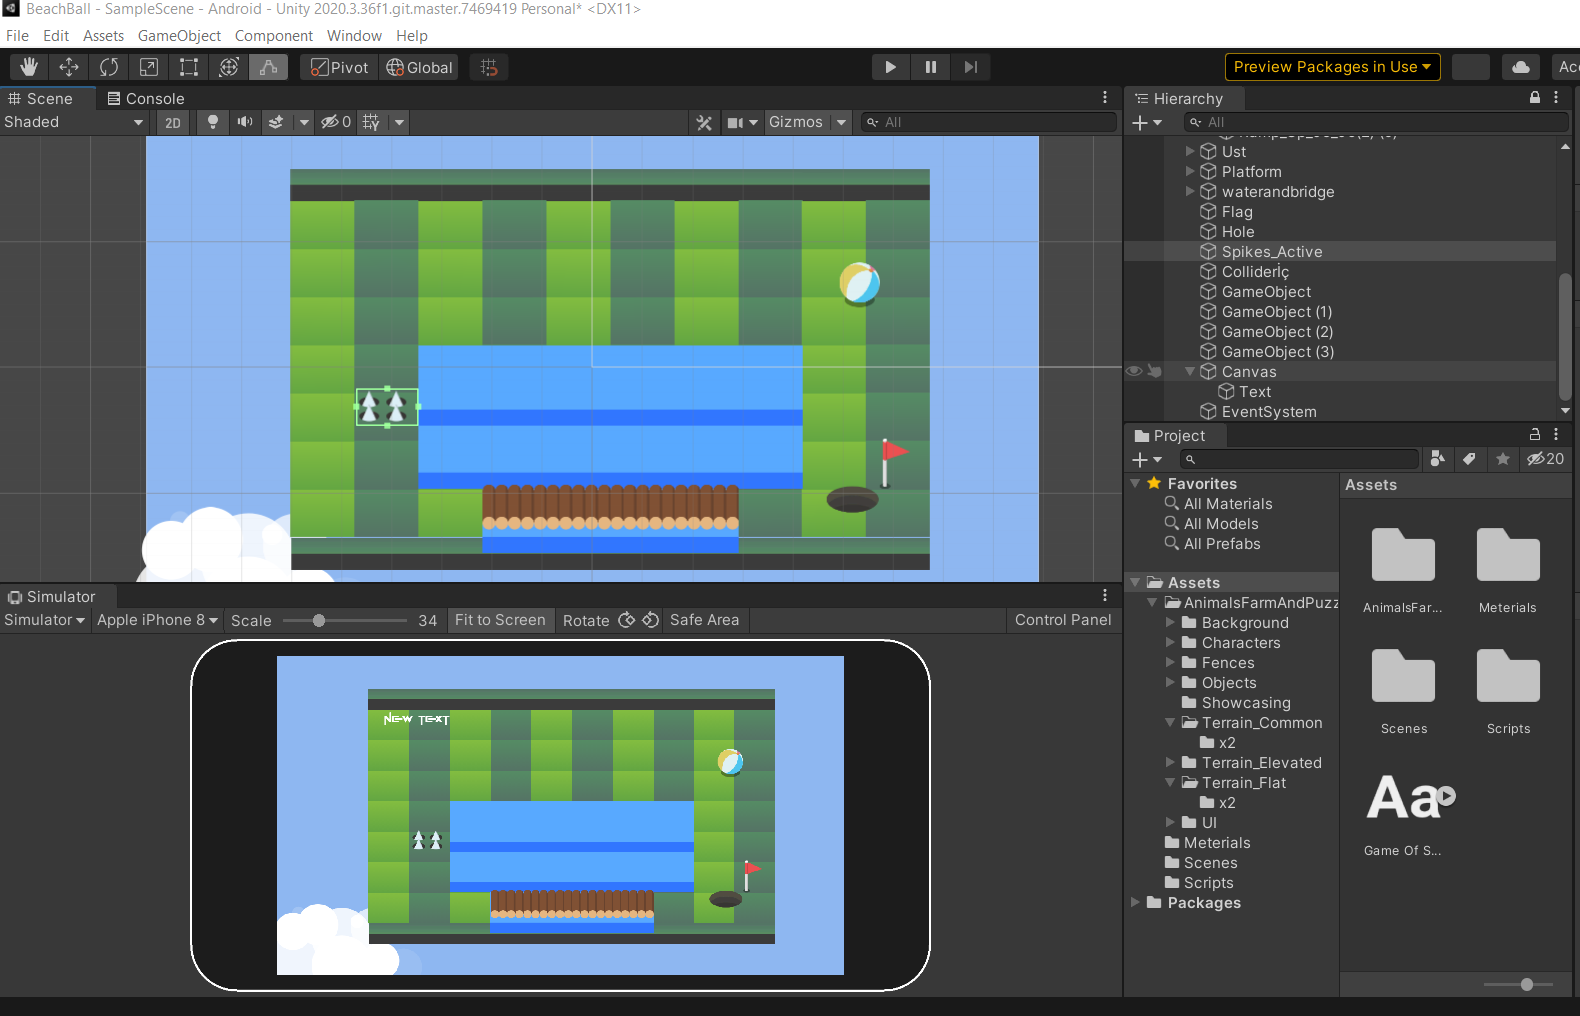 BeachBall - SampleScene - Android - Unity 2020.3.36f1.git.master.7469419 Personal* <DX11>
File Edit Assets GameObject Component Window Help
Pivot Global Preview Packages in Use
Scene Console
Shaded 2D 0 Gizmos All
Hierarchy
All
Ust
Platform
waterandbridge
Flag
Hole
Spikes_Active
Colliderİç
GameObject
GameObject (1)
GameObject (2)
GameObject (3)
Canvas
Text
EventSystem
Project
20
Favorites
All Materials
All Models
All Prefabs
Assets
AnimalsFarmAndPuzz
Background
Characters
Fences
Objects
Showcasing
Terrain_Common
x2
Terrain_Elevated
Terrain_Flat
x2
UI
Meterials
Scenes
Scripts
Packages
Assets
AnimalsFar... Meterials
Scenes Scripts
Aa
Game Of S...
Simulator
Simulator Apple iPhone 8 Scale 34 Fit to Screen Rotate Safe Area Control Panel
New Text